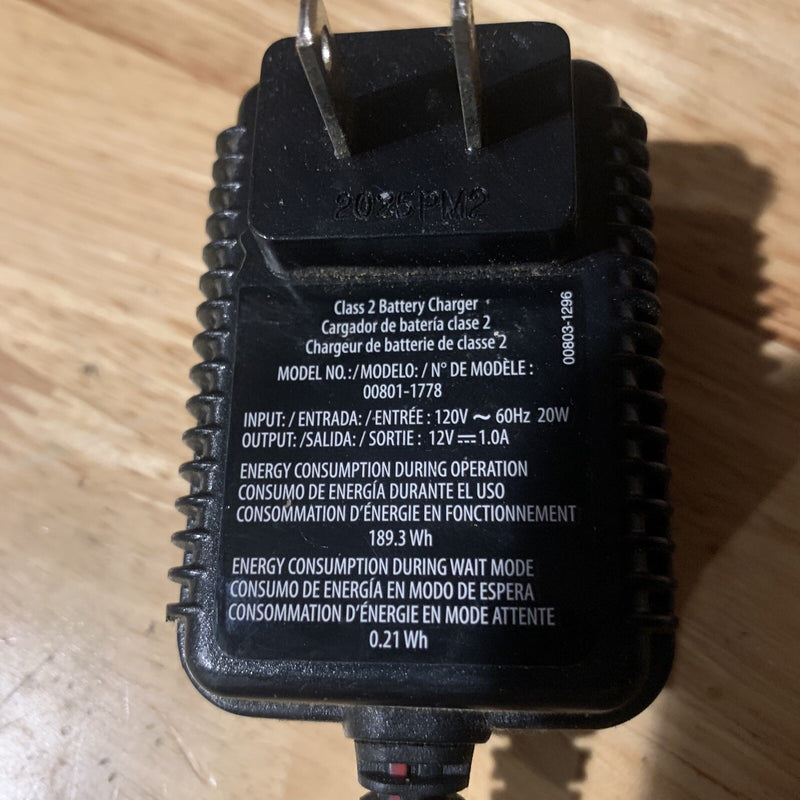 2035PM2
Class 2 Battery Charger
Cargador de batería clase 2
Chargeur de batterie de classe 2
00803-1296
MODEL NO.:/MODELO: / N° DE MODÈLE :
00801-1778
INPUT: / ENTRADA: / ENTRÉE : 120V ~ 60Hz 20W
OUTPUT: /SALIDA: / SORTIE : 12V ⎓ 1.0A
ENERGY CONSUMPTION DURING OPERATION
CONSUMO DE ENERGÍA DURANTE EL USO
CONSOMMATION D'ÉNERGIE EN FONCTIONNEMENT
189.3 Wh
ENERGY CONSUMPTION DURING WAIT MODE
CONSUMO DE ENERGÍA EN MODO DE ESPERA
CONSOMMATION D'ÉNERGIE EN MODE ATTENTE
0.21 Wh